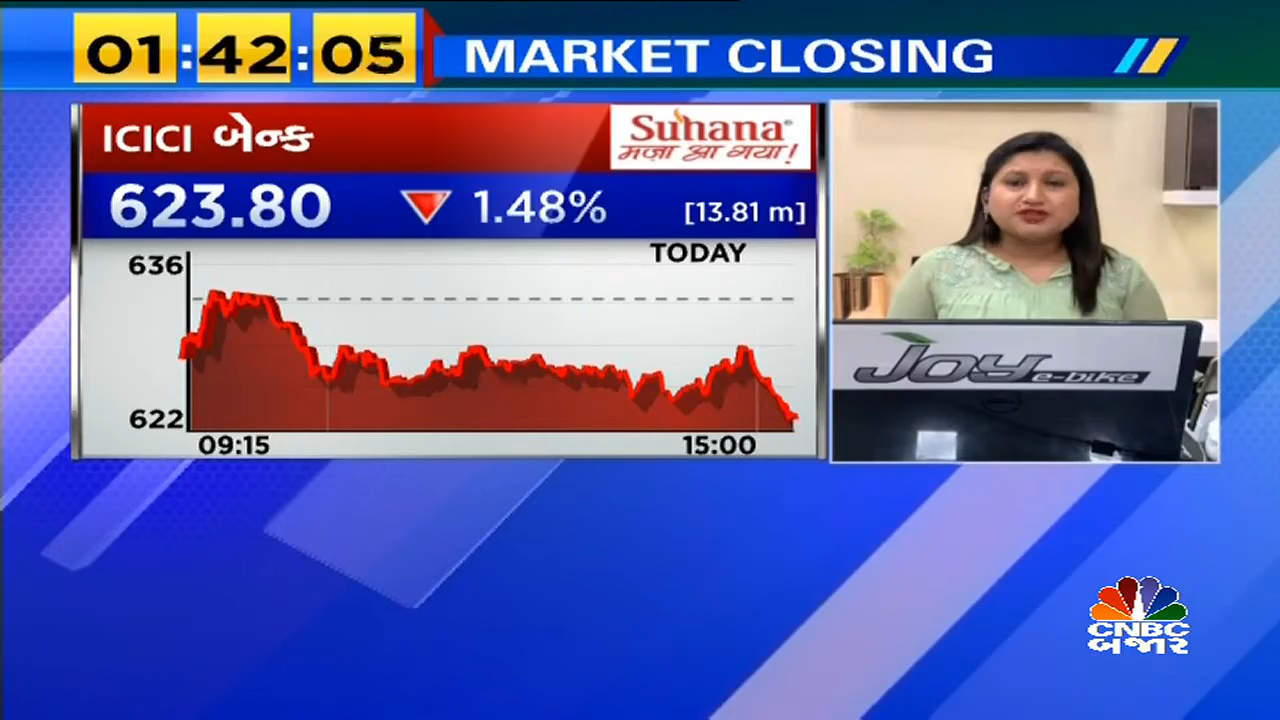 01:42:05
MARKET CLOSING
ICICI બેન્ક
Suhana®
मज़ा आ गया!
623.80 1.48% [13.81 m]
TODAY
636
622
09:15 15:00
Joy e-bike
CNBC
બજાર